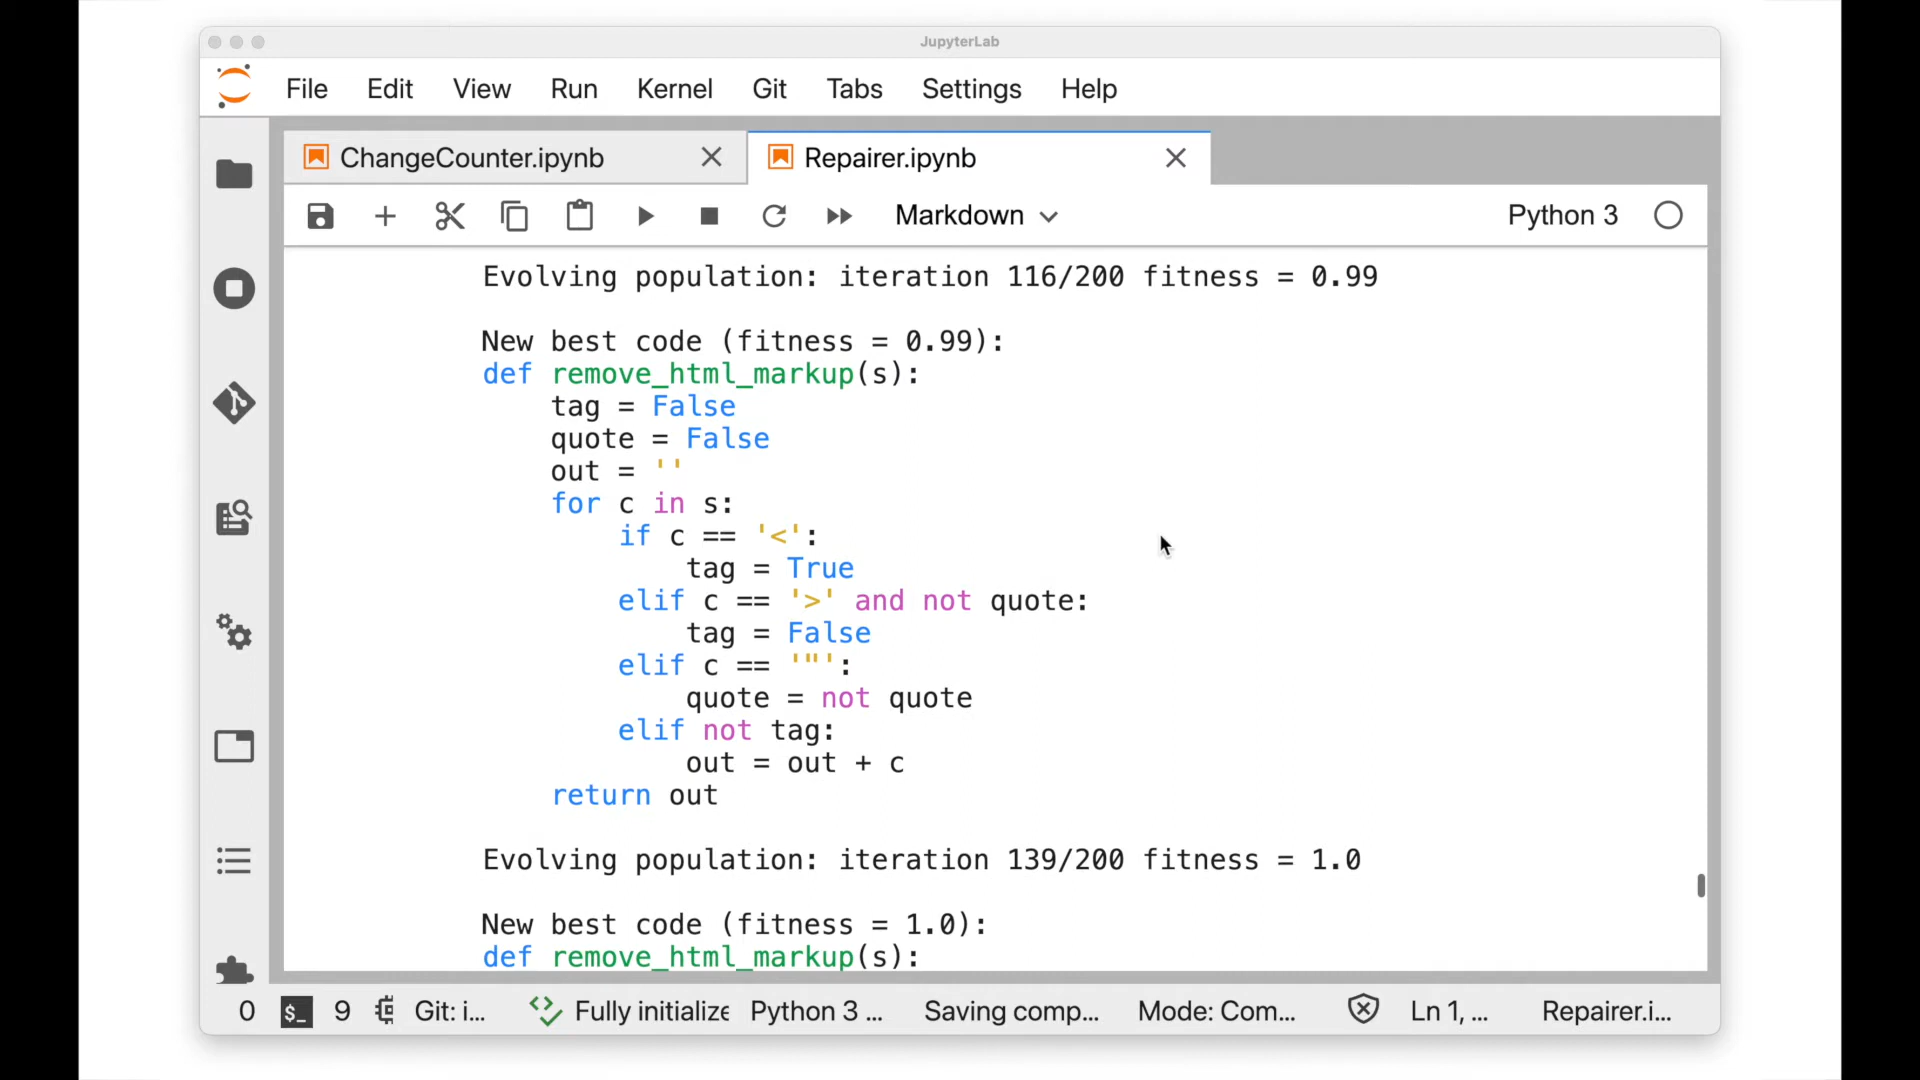 JupyterLab
File Edit View Run Kernel Git Tabs Settings Help
ChangeCounter.ipynb Repairer.ipynb
Markdown Python 3
Evolving population: iteration 116/200 fitness = 0.99
New best code (fitness = 0.99):
def remove_html_markup(s):
    tag = False
    quote = False
    out = ''
    for c in s:
        if c == '<':
            tag = True
        elif c == '>' and not quote:
            tag = False
        elif c == '"':
            quote = not quote
        elif not tag:
            out = out + c
    return out
Evolving population: iteration 139/200 fitness = 1.0
New best code (fitness = 1.0):
def remove_html_markup(s):
0 $_ 9 Git: i... Fully initialize Python 3 ... Saving comp... Mode: Com... Ln 1, ... Repairer.i...